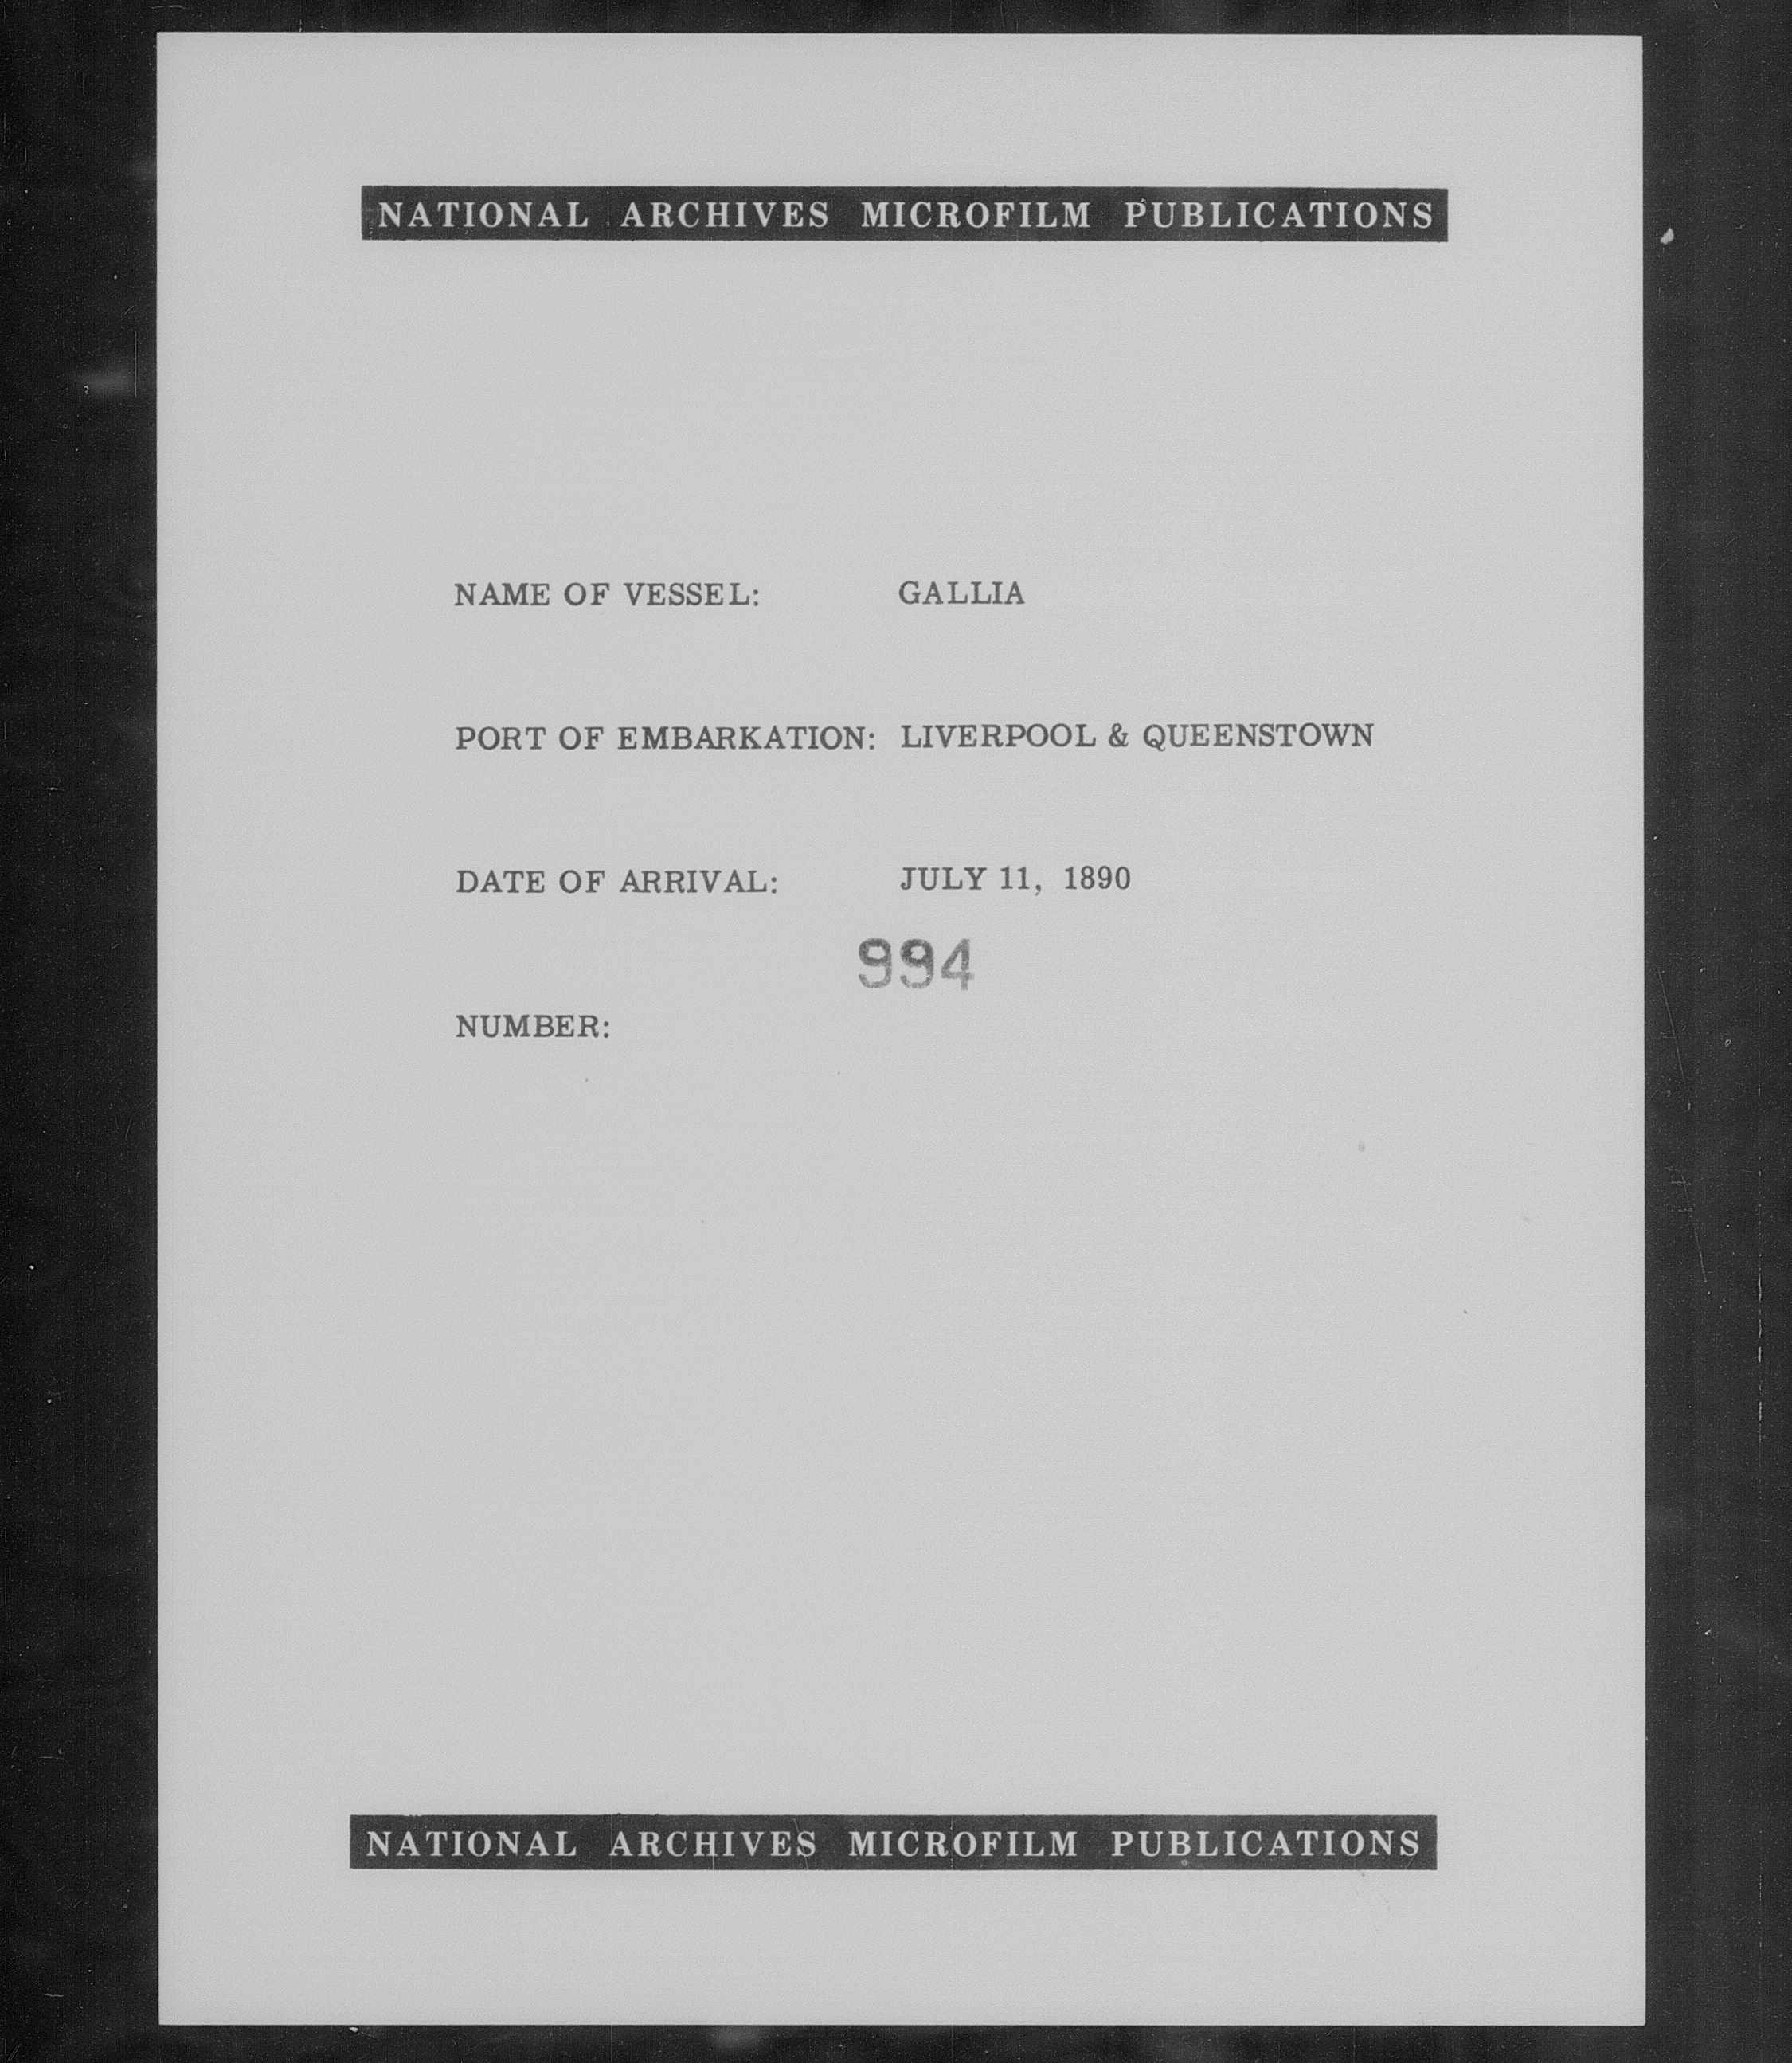 NATIONAL ARCHIVES MICROFILM PUBLICATIONS
NAME OF VESSEL: GALLIA
PORT OF EMBARKATION: LIVERPOOL & QUEENSTOWN
DATE OF ARRIVAL: JULY 11, 1890
994
NUMBER:
NATIONAL ARCHIVES MICROFILM PUBLICATIONS